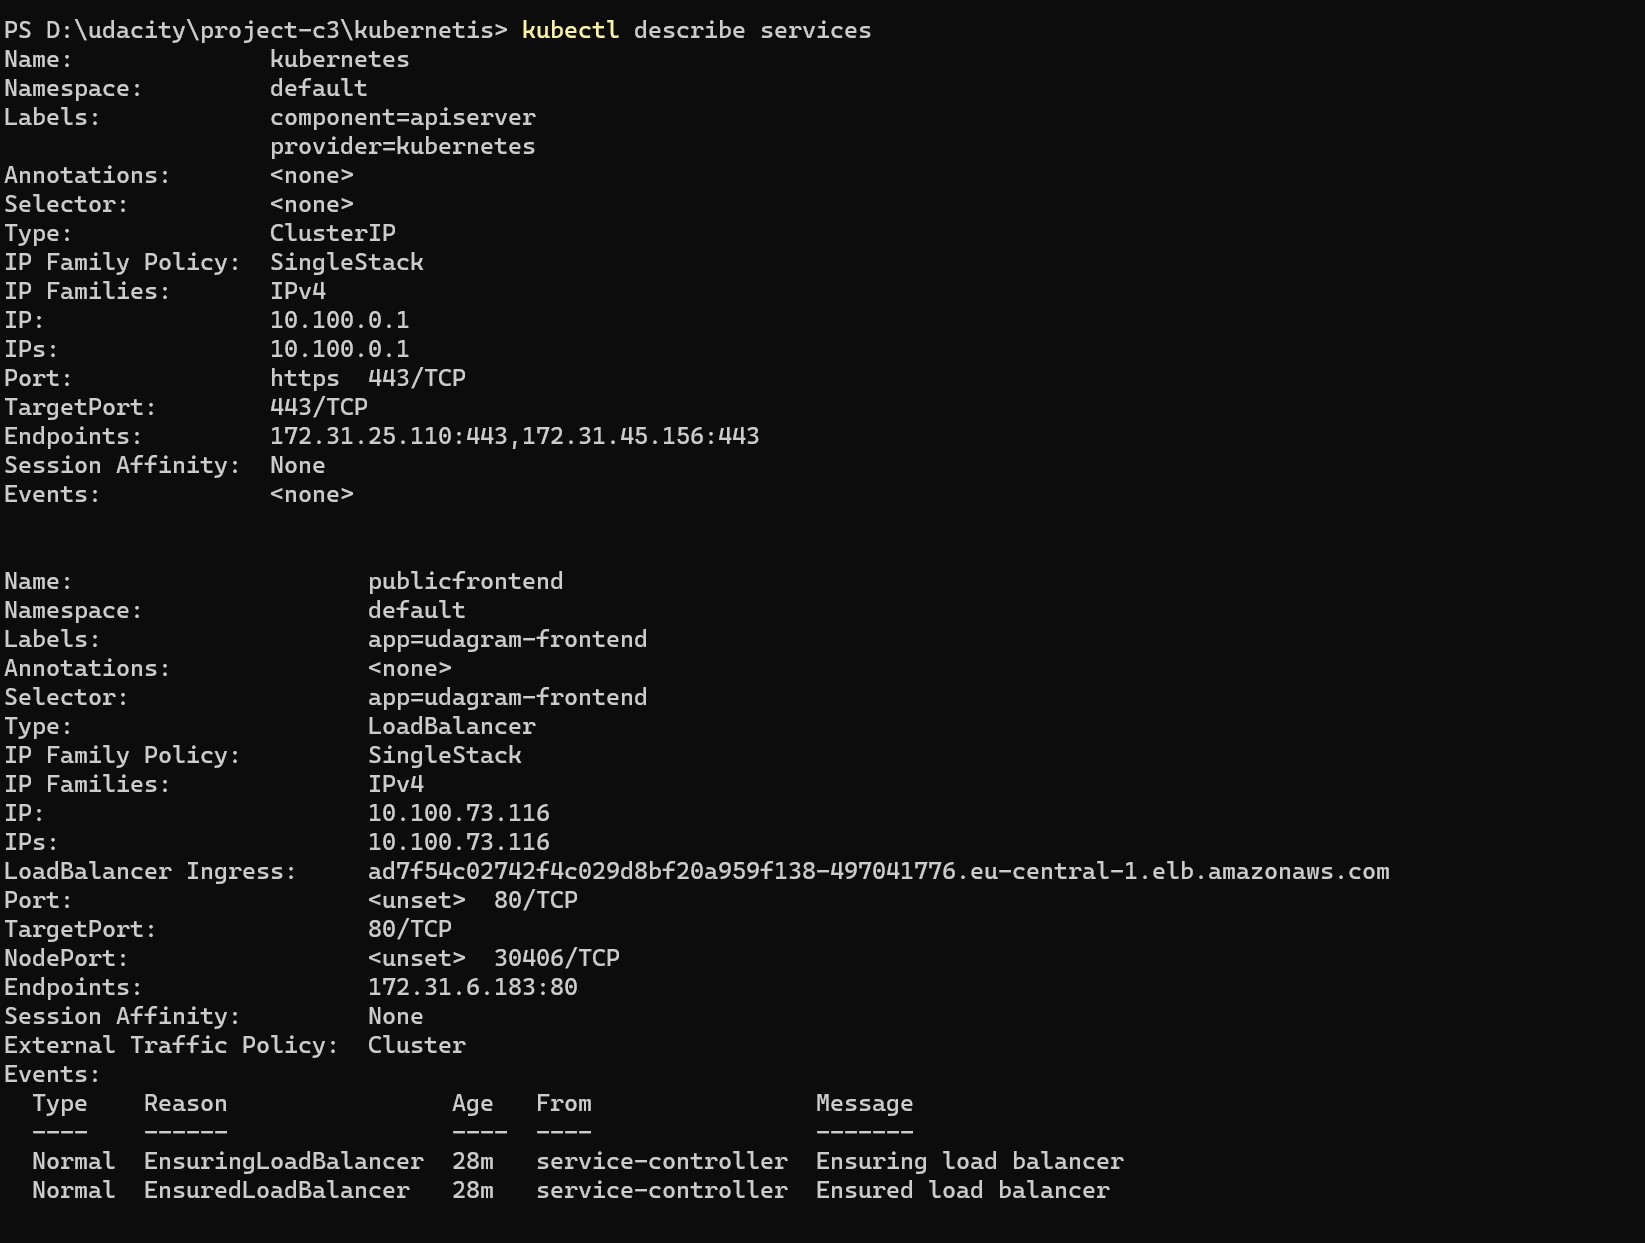 PS D:\udacity\project-c3\kubernetis> kubectl describe services
Name:              kubernetes
Namespace:         default
Labels:            component=apiserver
                   provider=kubernetes
Annotations:       <none>
Selector:          <none>
Type:              ClusterIP
IP Family Policy:  SingleStack
IP Families:       IPv4
IP:                10.100.0.1
IPs:               10.100.0.1
Port:              https  443/TCP
TargetPort:        443/TCP
Endpoints:         172.31.25.110:443,172.31.45.156:443
Session Affinity:  None
Events:            <none>


Name:                     publicfrontend
Namespace:                default
Labels:                   app=udagram-frontend
Annotations:              <none>
Selector:                 app=udagram-frontend
Type:                     LoadBalancer
IP Family Policy:         SingleStack
IP Families:              IPv4
IP:                       10.100.73.116
IPs:                      10.100.73.116
LoadBalancer Ingress:     ad7f54c02742f4c029d8bf20a959f138-497041776.eu-central-1.elb.amazonaws.com
Port:                     <unset>  80/TCP
TargetPort:               80/TCP
NodePort:                 <unset>  30406/TCP
Endpoints:                172.31.6.183:80
Session Affinity:         None
External Traffic Policy:  Cluster
Events:
  Type    Reason                Age   From                Message
  ----    ------                ----  ----                -------
  Normal  EnsuringLoadBalancer  28m   service-controller  Ensuring load balancer
  Normal  EnsuredLoadBalancer   28m   service-controller  Ensured load balancer